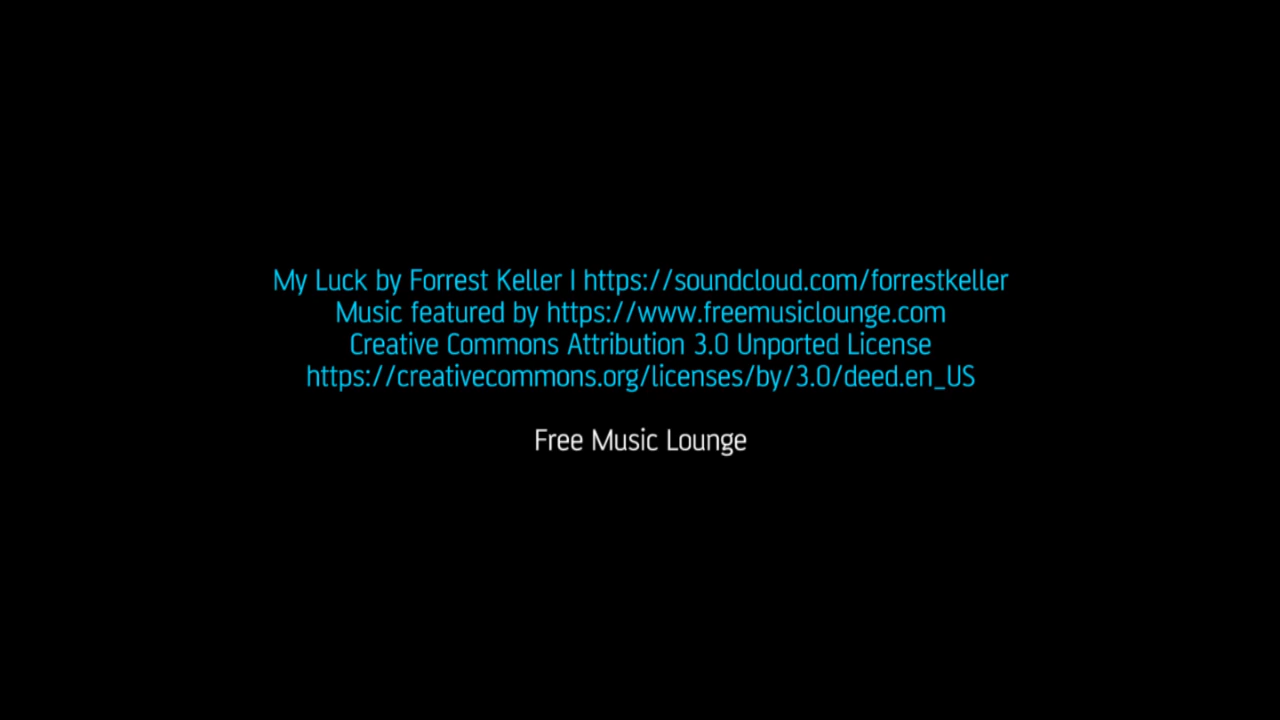 My Luck by Forrest Keller | https://soundcloud.com/forrestkeller
Music featured by https://www.freemusiclounge.com
Creative Commons Attribution 3.0 Unported License
https://creativecommons.org/licenses/by/3.0/deed.en_US
Free Music Lounge